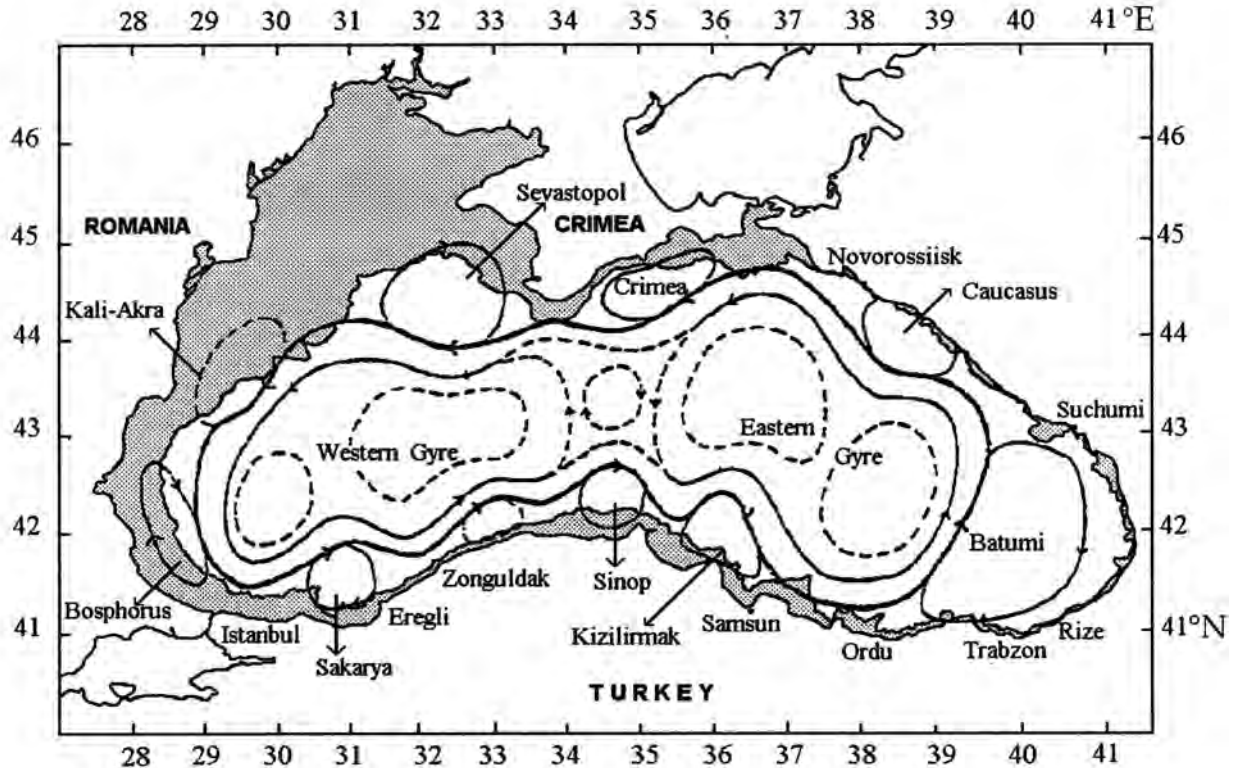 28 29 30 31 32 33 34 35 36 37 38 39 40 41°E
46 46
Sevastopol
ROMANIA CRIMEA
45 45
Novorossiisk
Crimea Caucasus
Kali-Akra
44 44
Suchumi
43 Western Gyre Eastern 43
Gyre
42 42
Batumi
Zonguldak Sinop
Bosphorus Eregli
41 Istanbul Kizilirmak Samsun Rize 41°N
Sakarya Ordu Trabzon
TURKEY
28 29 30 31 32 33 34 35 36 37 38 39 40 41